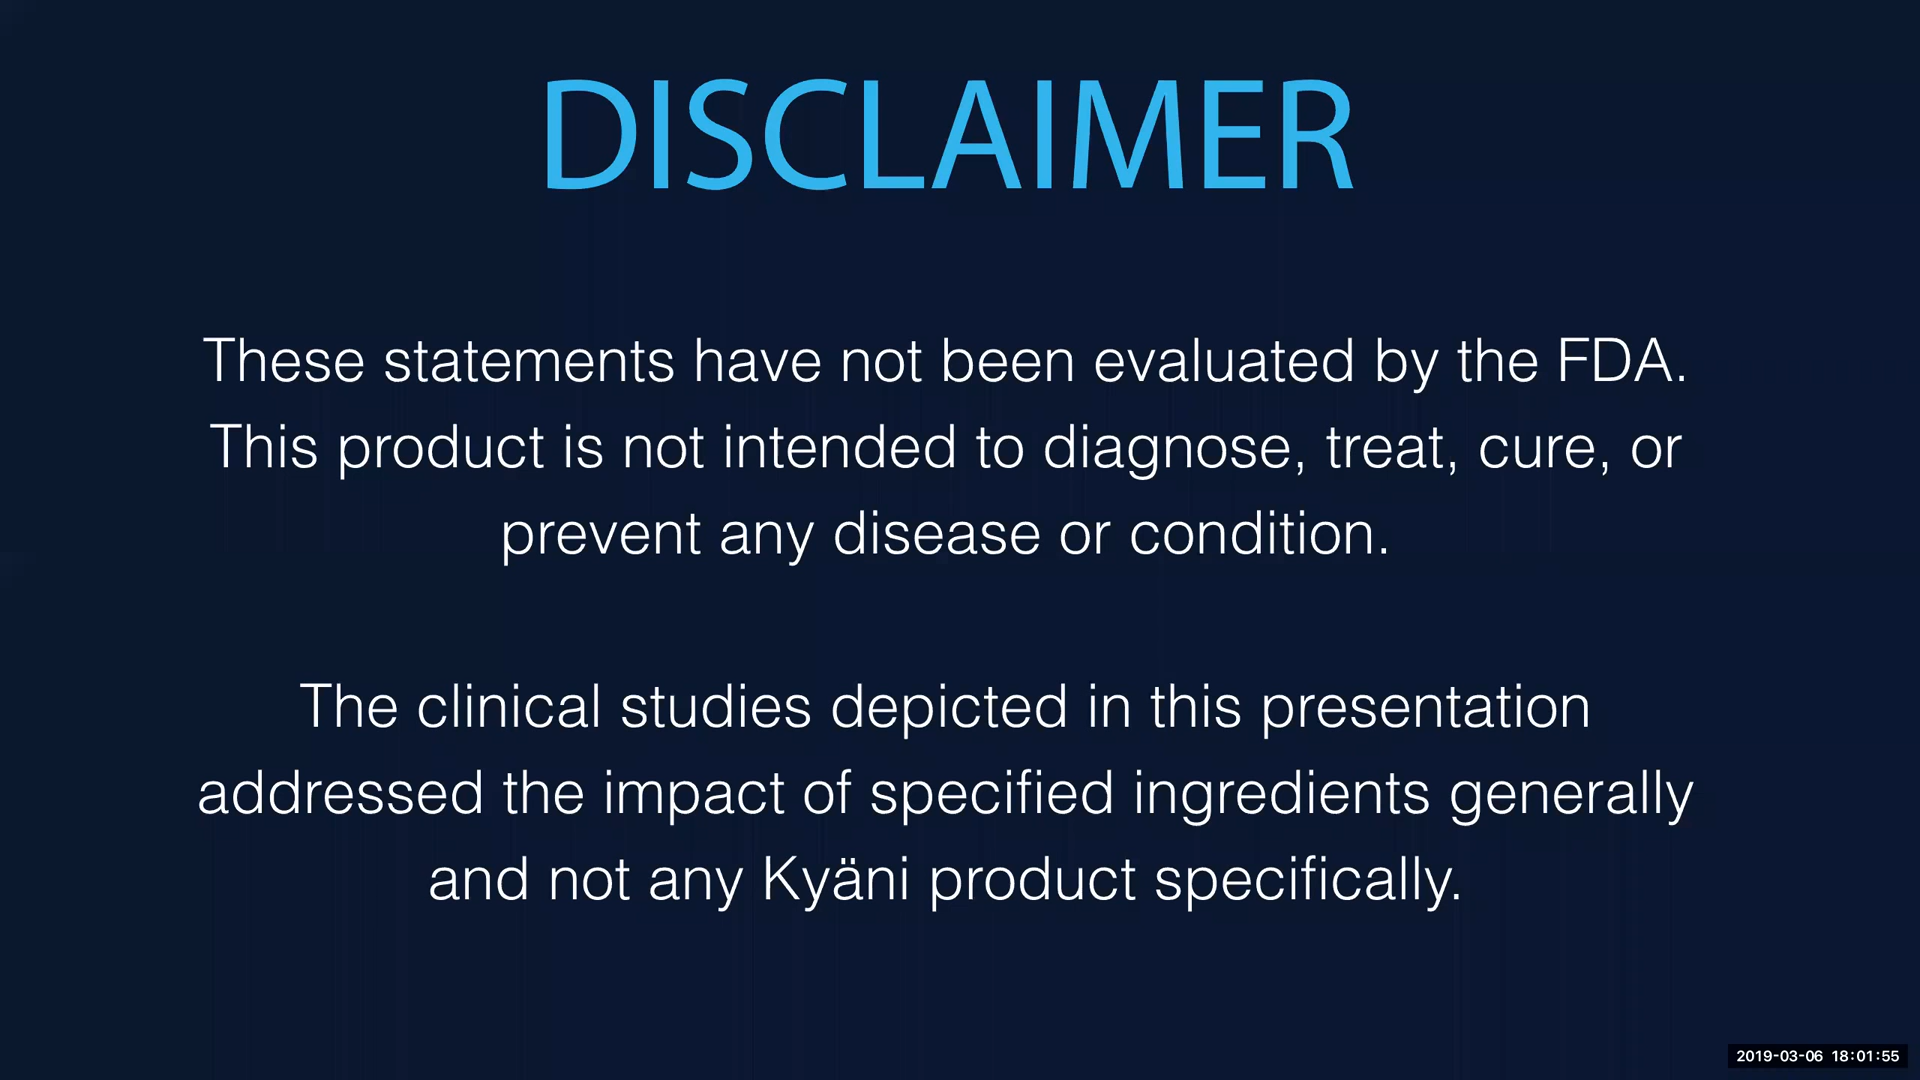 DISCLAIMER
These statements have not been evaluated by the FDA.
This product is not intended to diagnose, treat, cure, or
prevent any disease or condition.
The clinical studies depicted in this presentation
addressed the impact of specified ingredients generally
and not any Kyäni product specifically.
2019-03-06 18:01:55